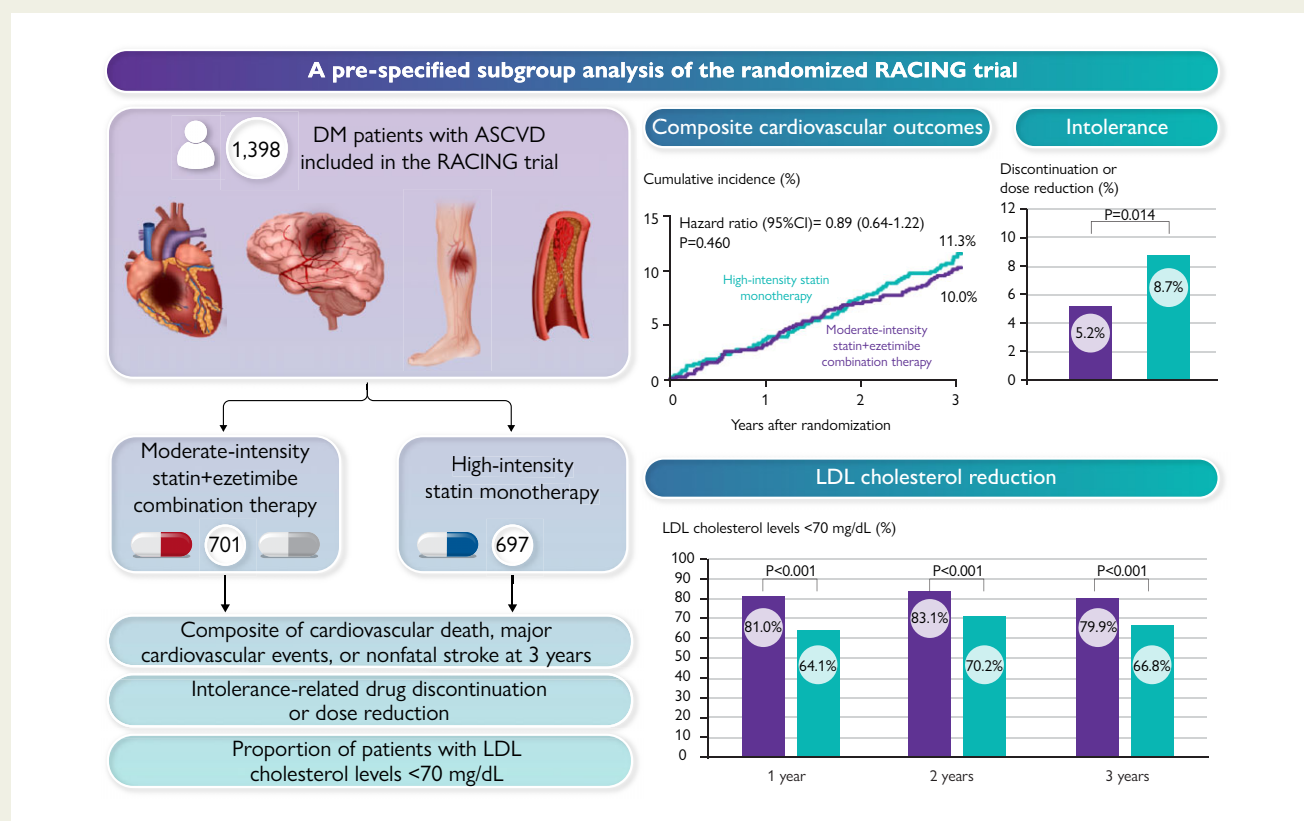 A pre-specified subgroup analysis of the randomized RACING trial
1,398
DM patients with ASCVD
included in the RACING trial
Moderate-intensity
statin+ezetimibe
combination therapy
701
High-intensity
statin monotherapy
697
Composite of cardiovascular death, major
cardiovascular events, or nonfatal stroke at 3 years
Intolerance-related drug discontinuation
or dose reduction
Proportion of patients with LDL
cholesterol levels <70 mg/dL
Composite cardiovascular outcomes
Cumulative incidence (%)
15
10
5
0
Hazard ratio (95%CI)= 0.89 (0.64-1.22)
P=0.460
11.3%
High-intensity statin
monotherapy
10.0%
Moderate-intensity
statin+ezetimibe
combination therapy
0 1 2 3
Years after randomization
Intolerance
Discontinuation or
dose reduction (%)
12
10
8
6
4
2
0
P=0.014
5.2%
8.7%
LDL cholesterol reduction
LDL cholesterol levels <70 mg/dL (%)
100
90
80
70
60
50
40
30
20
10
0
P<0.001 P<0.001 P<0.001
81.0% 64.1% 83.1% 70.2% 79.9% 66.8%
1 year 2 years 3 years